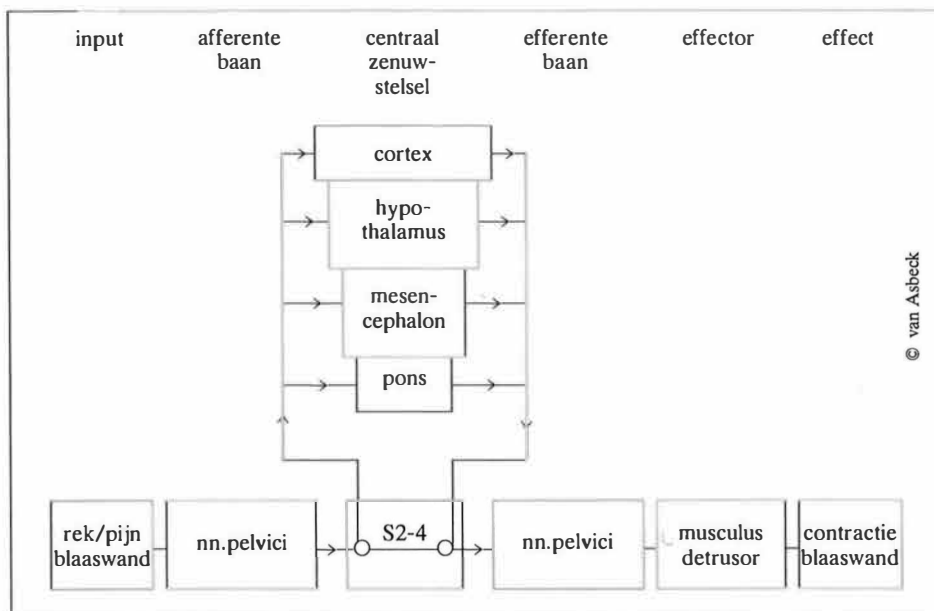 input
afferente
baan
centraal
zenuw-
stelsel
efferente
baan
effector
effect
cortex
hypo-
thalamus
mesen-
cephalon
pons
© van Asbeck
rek/pijn
blaaswand
nn.pelvici
S2-4
nn.pelvici
musculus
detrusor
contractie
blaaswand